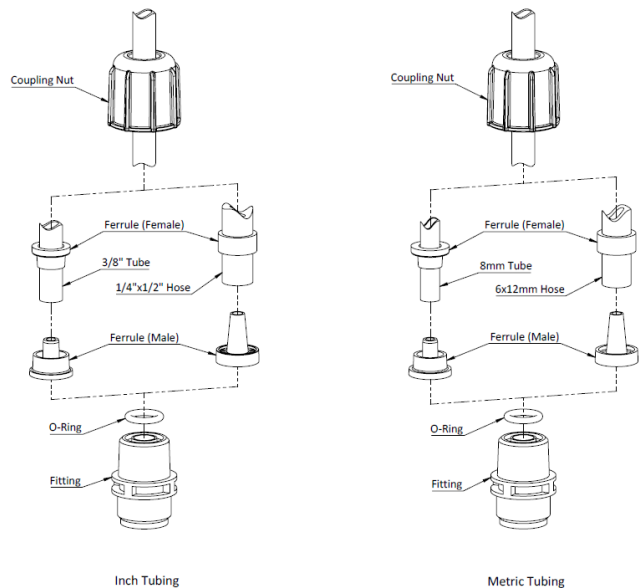 Coupling Nut
Ferrule (Female)
3/8" Tube
1/4"x1/2" Hose
Ferrule (Male)
O-Ring
Fitting
Inch Tubing
Coupling Nut
Ferrule (Female)
8mm Tube
6x12mm Hose
Ferrule (Male)
O-Ring
Fitting
Metric Tubing